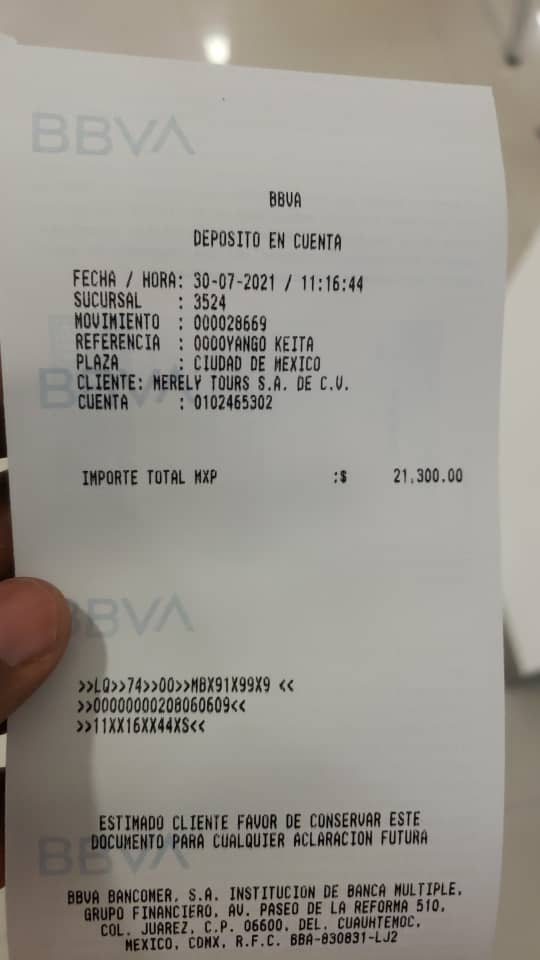 BBVA
BBVA
DEPOSITO EN CUENTA
FECHA / HORA: 30-07-2021 / 11:16:44
SUCURSAL : 3524
MOVIMIENTO : 000028669
REFERENCIA : 0000YANGO KEITA
PLAZA : CIUDAD DE MEXICO
CLIENTE: MERELY TOURS S.A. DE C.V.
CUENTA : 0102465302
BBVA
IMPORTE TOTAL MXP :$ 21,300.00
BBVA
>>LQ>>74>>00>>MBX91X99X9 <<
>>00000000208060609<<
>>11XX16XX44XS<<
ESTIMADO CLIENTE FAVOR DE CONSERVAR ESTE
DOCUMENTO PARA CUALQUIER ACLARACION FUTURA
BBVA
BBVA BANCOMER, S.A. INSTITUCION DE BANCA MULTIPLE,
GRUPO FINANCIERO, AV. PASEO DE LA REFORMA 510,
COL. JUAREZ, C.P. 06600, DEL. CUAUHTEMOC,
MEXICO, CDMX, R.F.C. BBA-830831-LJ2